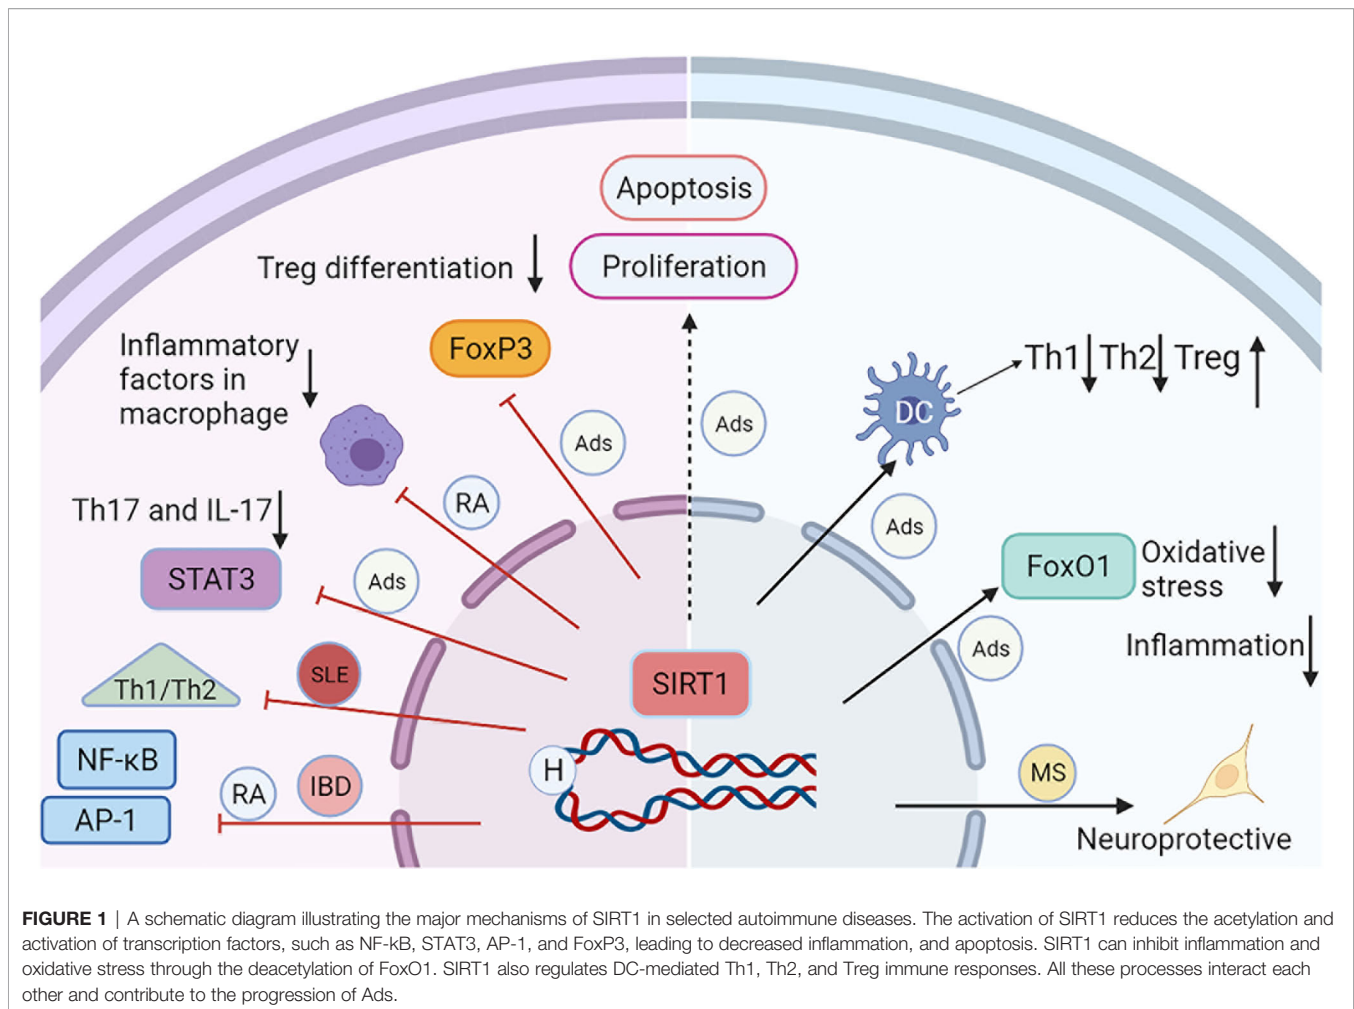 Apoptosis
Proliferation
Treg differentiation
FoxP3
Inflammatory
factors in
macrophage
Ads
Ads
RA
Th17 and IL-17
STAT3
Ads
Th1/Th2
SLE
NF-κB
AP-1
RA
IBD
SIRT1
H
DC
Th1 Th2 Treg
Ads
FoxO1
Oxidative
stress
Ads
Inflammation
MS
Neuroprotective
FIGURE 1 | A schematic diagram illustrating the major mechanisms of SIRT1 in selected autoimmune diseases. The activation of SIRT1 reduces the acetylation and
activation of transcription factors, such as NF-kB, STAT3, AP-1, and FoxP3, leading to decreased inflammation, and apoptosis. SIRT1 can inhibit inflammation and
oxidative stress through the deacetylation of FoxO1. SIRT1 also regulates DC-mediated Th1, Th2, and Treg immune responses. All these processes interact each
other and contribute to the progression of Ads.